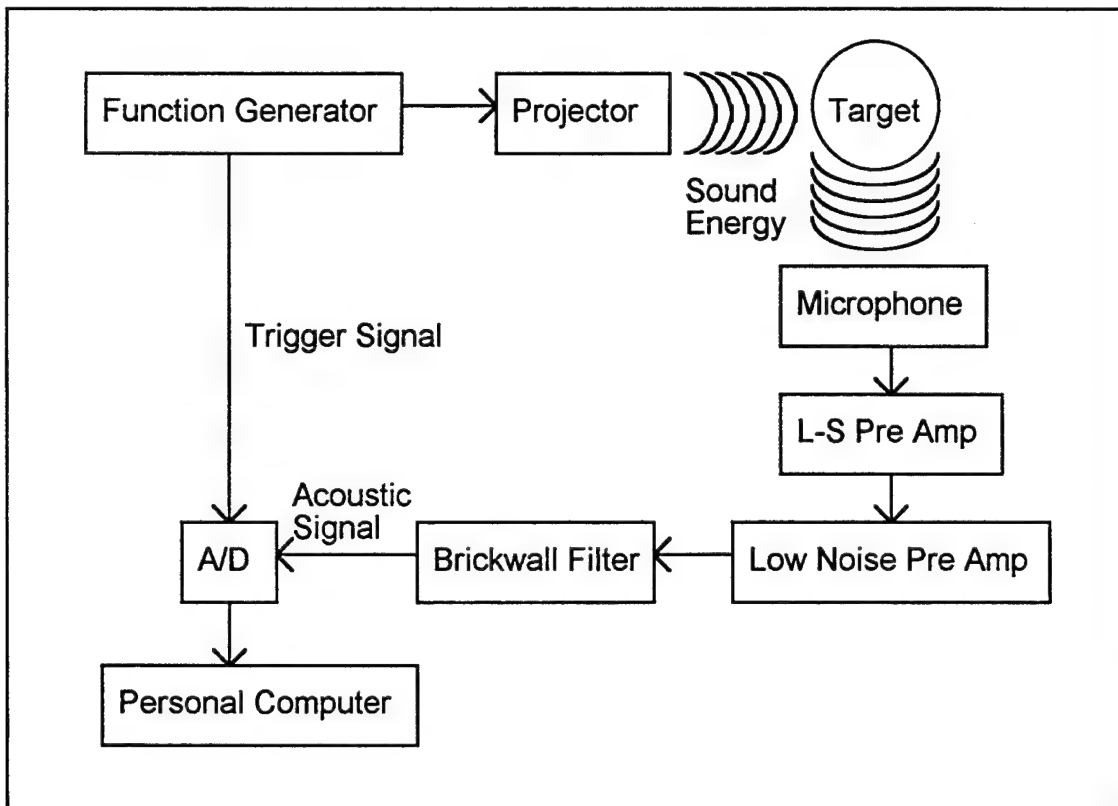 Function Generator
Projector
Target
Sound
Energy
Microphone
Trigger Signal
L-S Pre Amp
Acoustic
Signal
A/D
Brickwall Filter
Low Noise Pre Amp
Personal Computer